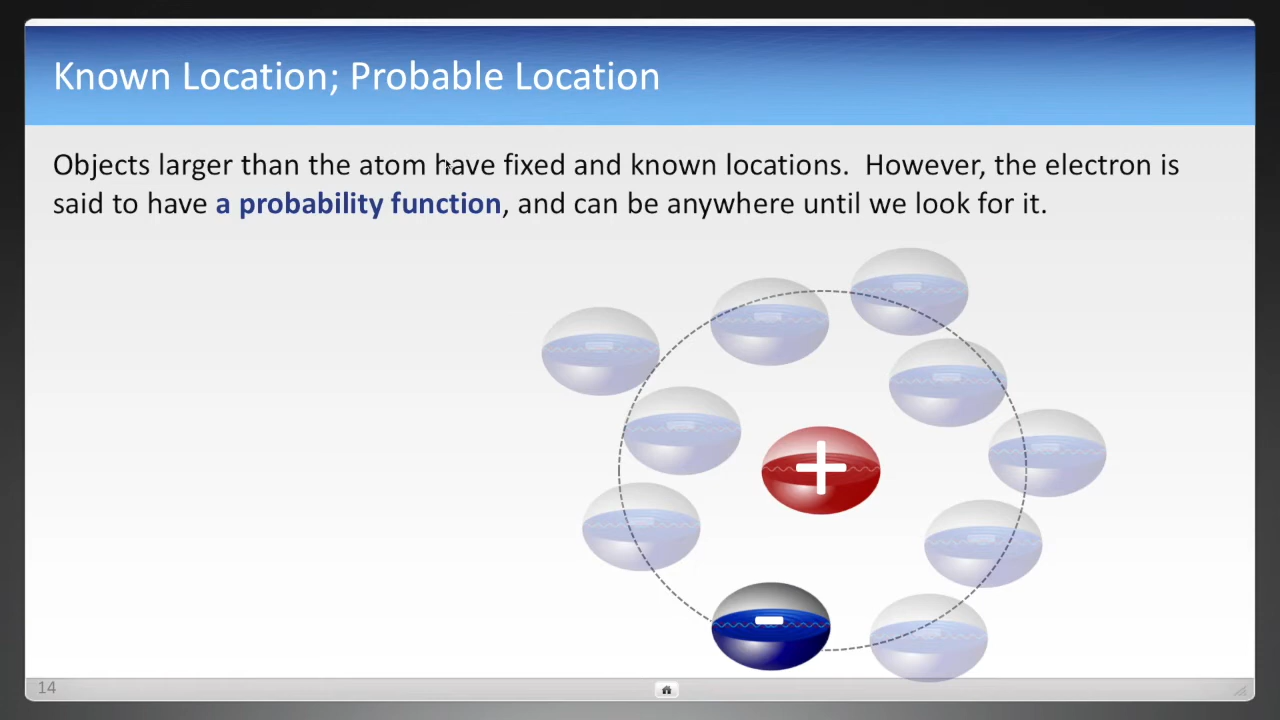 Known Location; Probable Location
Objects larger than the atom have fixed and known locations.  However, the electron is
said to have a probability function, and can be anywhere until we look for it.
+
-
14